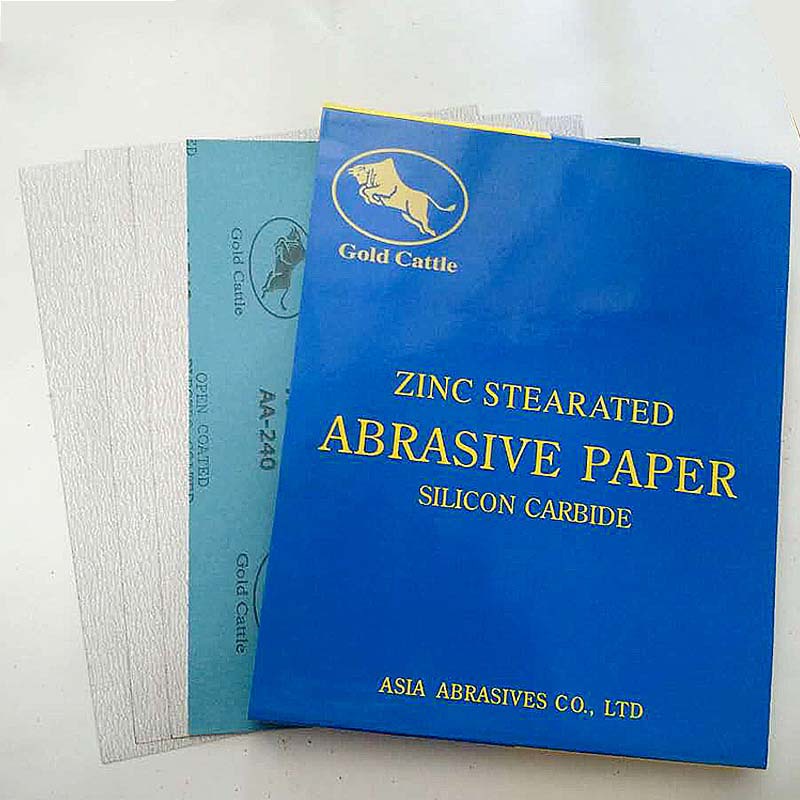 Gold Cattle
ZINC STEARATED
ABRASIVE PAPER
SILICON CARBIDE
ASIA ABRASIVES CO., LTD
Gold Cattle
OPEN COATED
AA-240
Gold Cattle